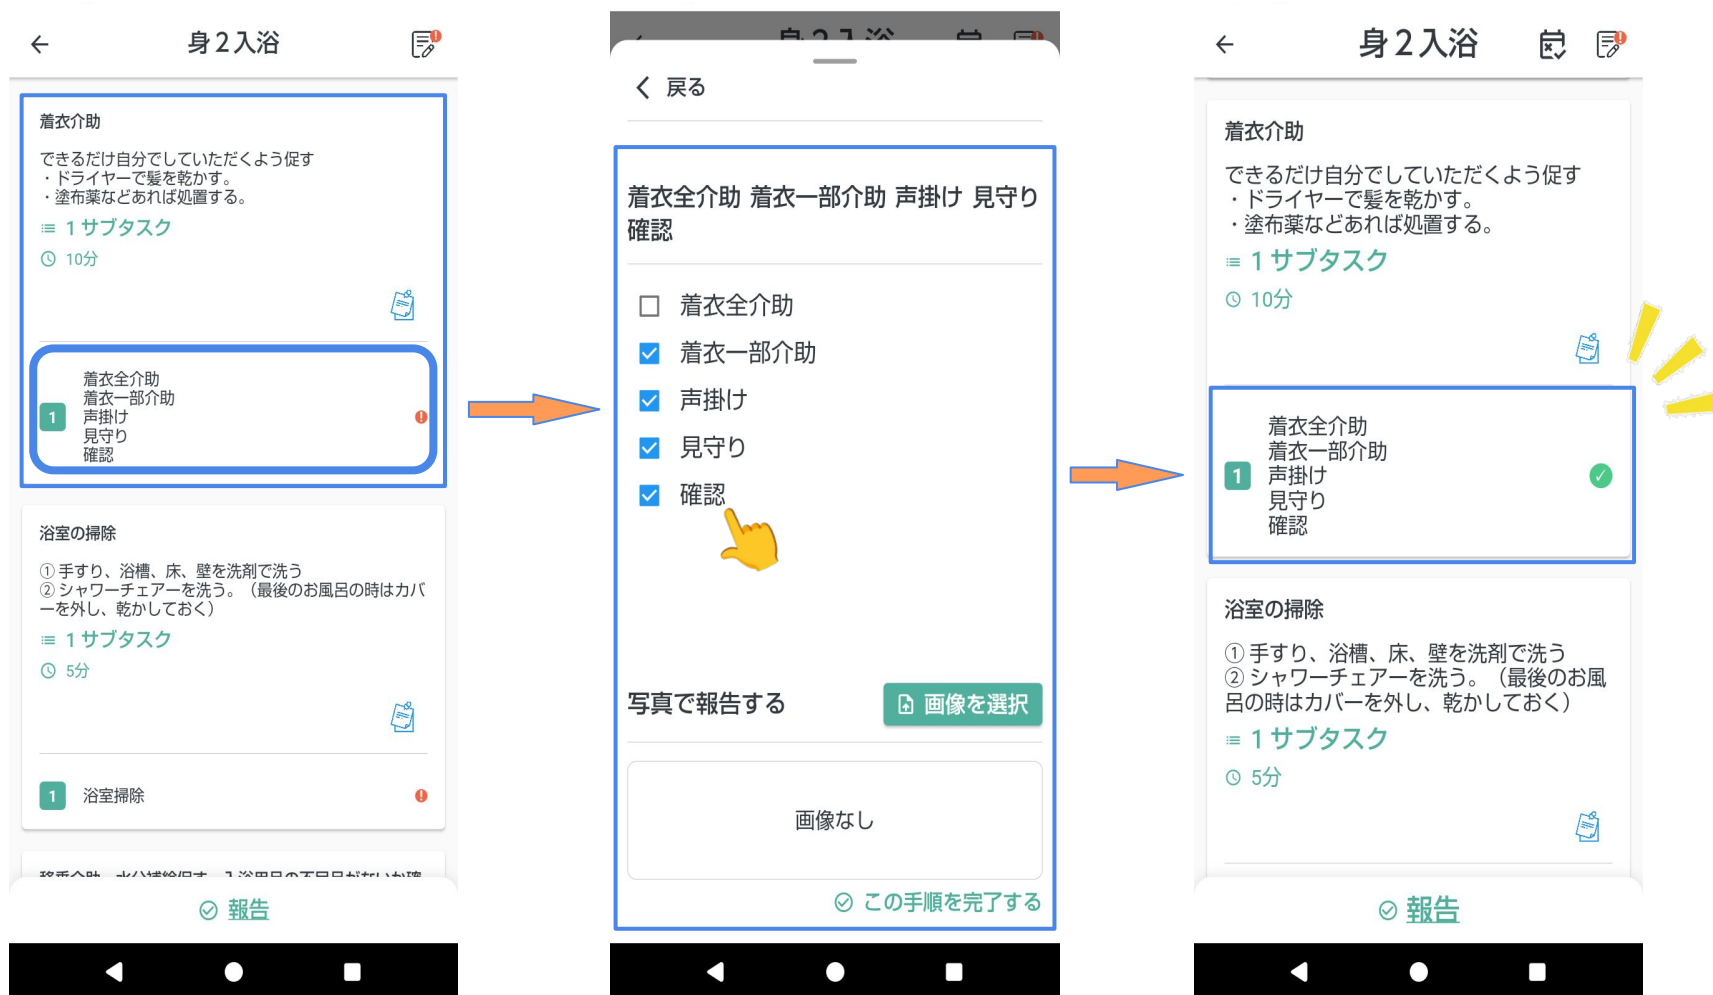 身2入浴
着衣介助
できるだけ自分でしていただくよう促す
・ドライヤーで髪を乾かす。
・塗布薬などあれば処置する。
1 サブタスク
10分
1
着衣全介助
着衣一部介助
声掛け
見守り
確認
浴室の掃除
① 手すり、浴槽、床、壁を洗剤で洗う
② シャワーチェアーを洗う。（最後のお風呂の時はカバ
ーを外し、乾かしておく）
1 サブタスク
5分
1 浴室掃除
報告
戻る
着衣全介助 着衣一部介助 声掛け 見守り
確認
着衣全介助
着衣一部介助
声掛け
見守り
確認
写真で報告する
画像を選択
画像なし
この手順を完了する
身2入浴
着衣介助
できるだけ自分でしていただくよう促す
・ドライヤーで髪を乾かす。
・塗布薬などあれば処置する。
1 サブタスク
10分
1
着衣全介助
着衣一部介助
声掛け
見守り
確認
浴室の掃除
① 手すり、浴槽、床、壁を洗剤で洗う
② シャワーチェアーを洗う。（最後のお風
呂の時はカバーを外し、乾かしておく）
1 サブタスク
5分
報告